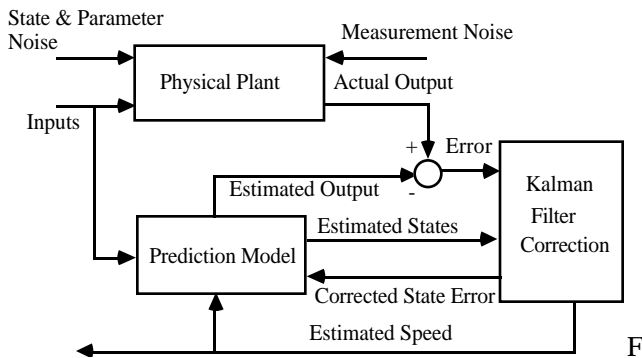 State & Parameter
Noise
Measurement Noise
Physical Plant
Actual Output
Inputs
+
Error
-
Estimated Output
Kalman
Filter
Correction
Estimated States
Prediction Model
Corrected State Error
Estimated Speed
F